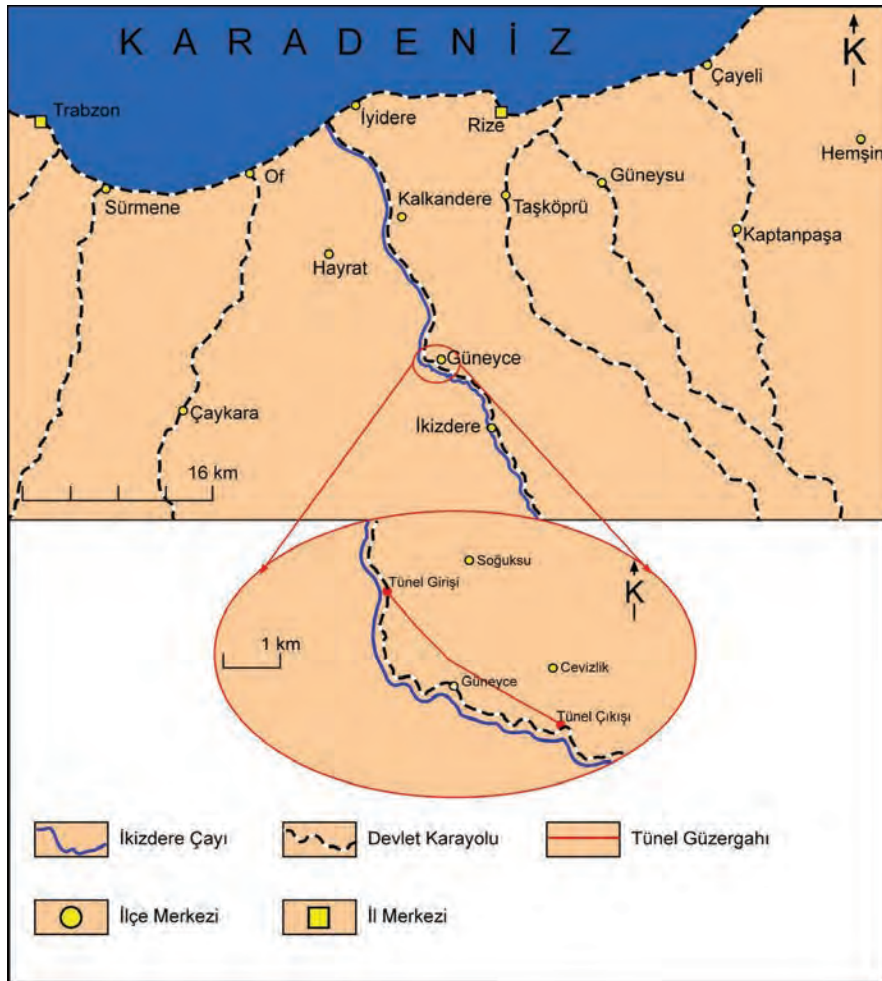 KARADENİZ
K
Çayeli
Trabzon
İyidere
Rize
Hemşin
Of
Güneysu
Sürmene
Kalkandere
Taşköprü
Kaptanpaşa
Hayrat
Güneyce
Çaykara
İkizdere
16 km
Soğuksu
Tünel Girişi
K
1 km
Cevizlik
Güneyce
Tünel Çıkışı
İkizdere Çayı
Devlet Karayolu
Tünel Güzergahı
İlçe Merkezi
İl Merkezi